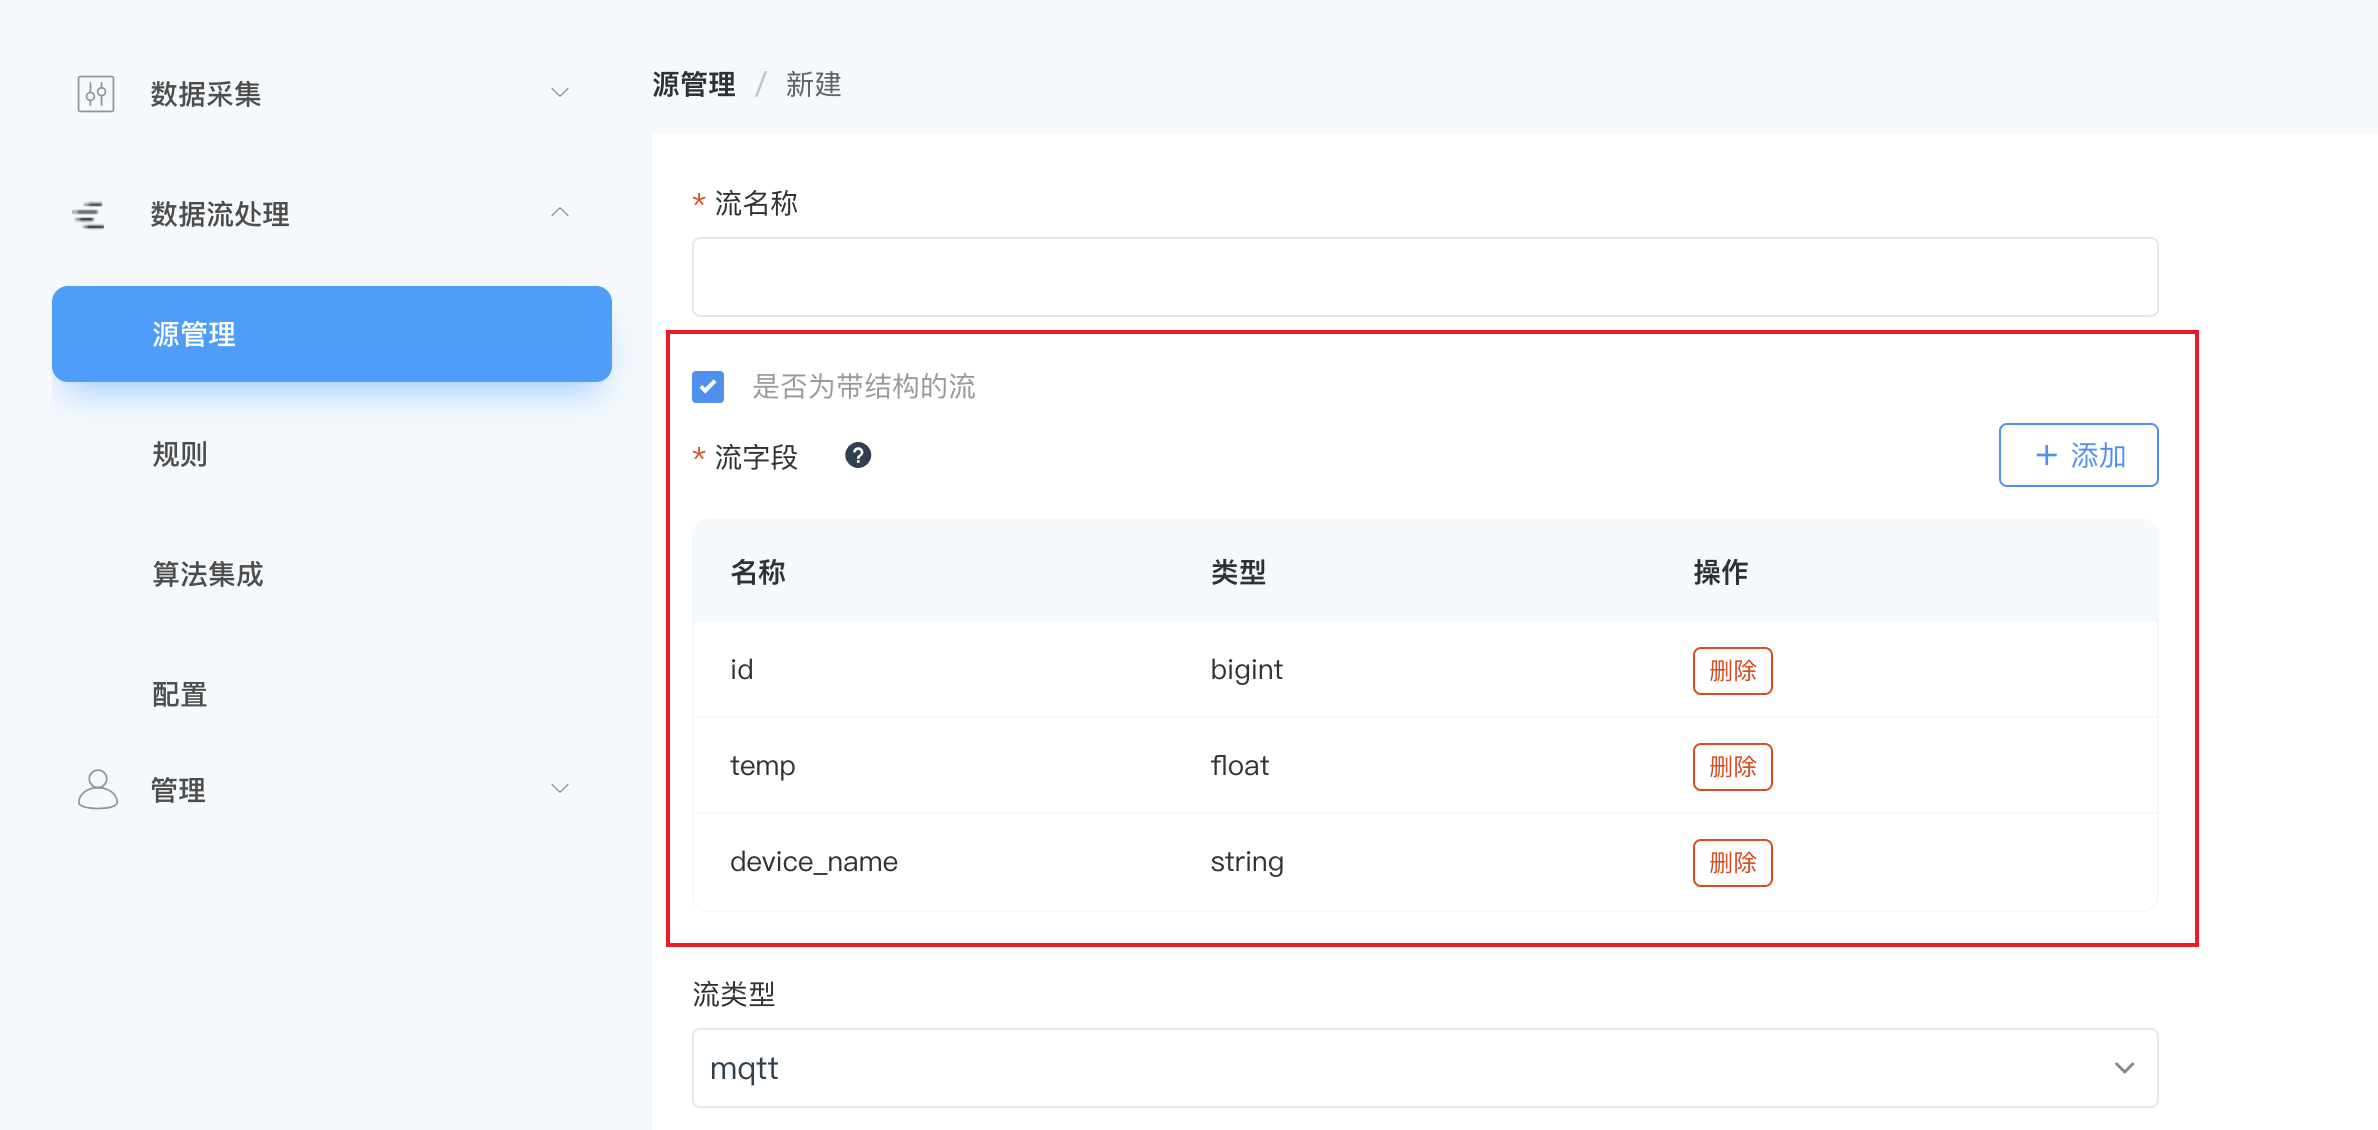 数据采集
数据流处理
源管理
规则
算法集成
配置
管理
源管理 / 新建
* 流名称
是否为带结构的流
* 流字段 ?
+ 添加
名称 类型 操作
id bigint 删除
temp float 删除
device_name string 删除
流类型
mqtt